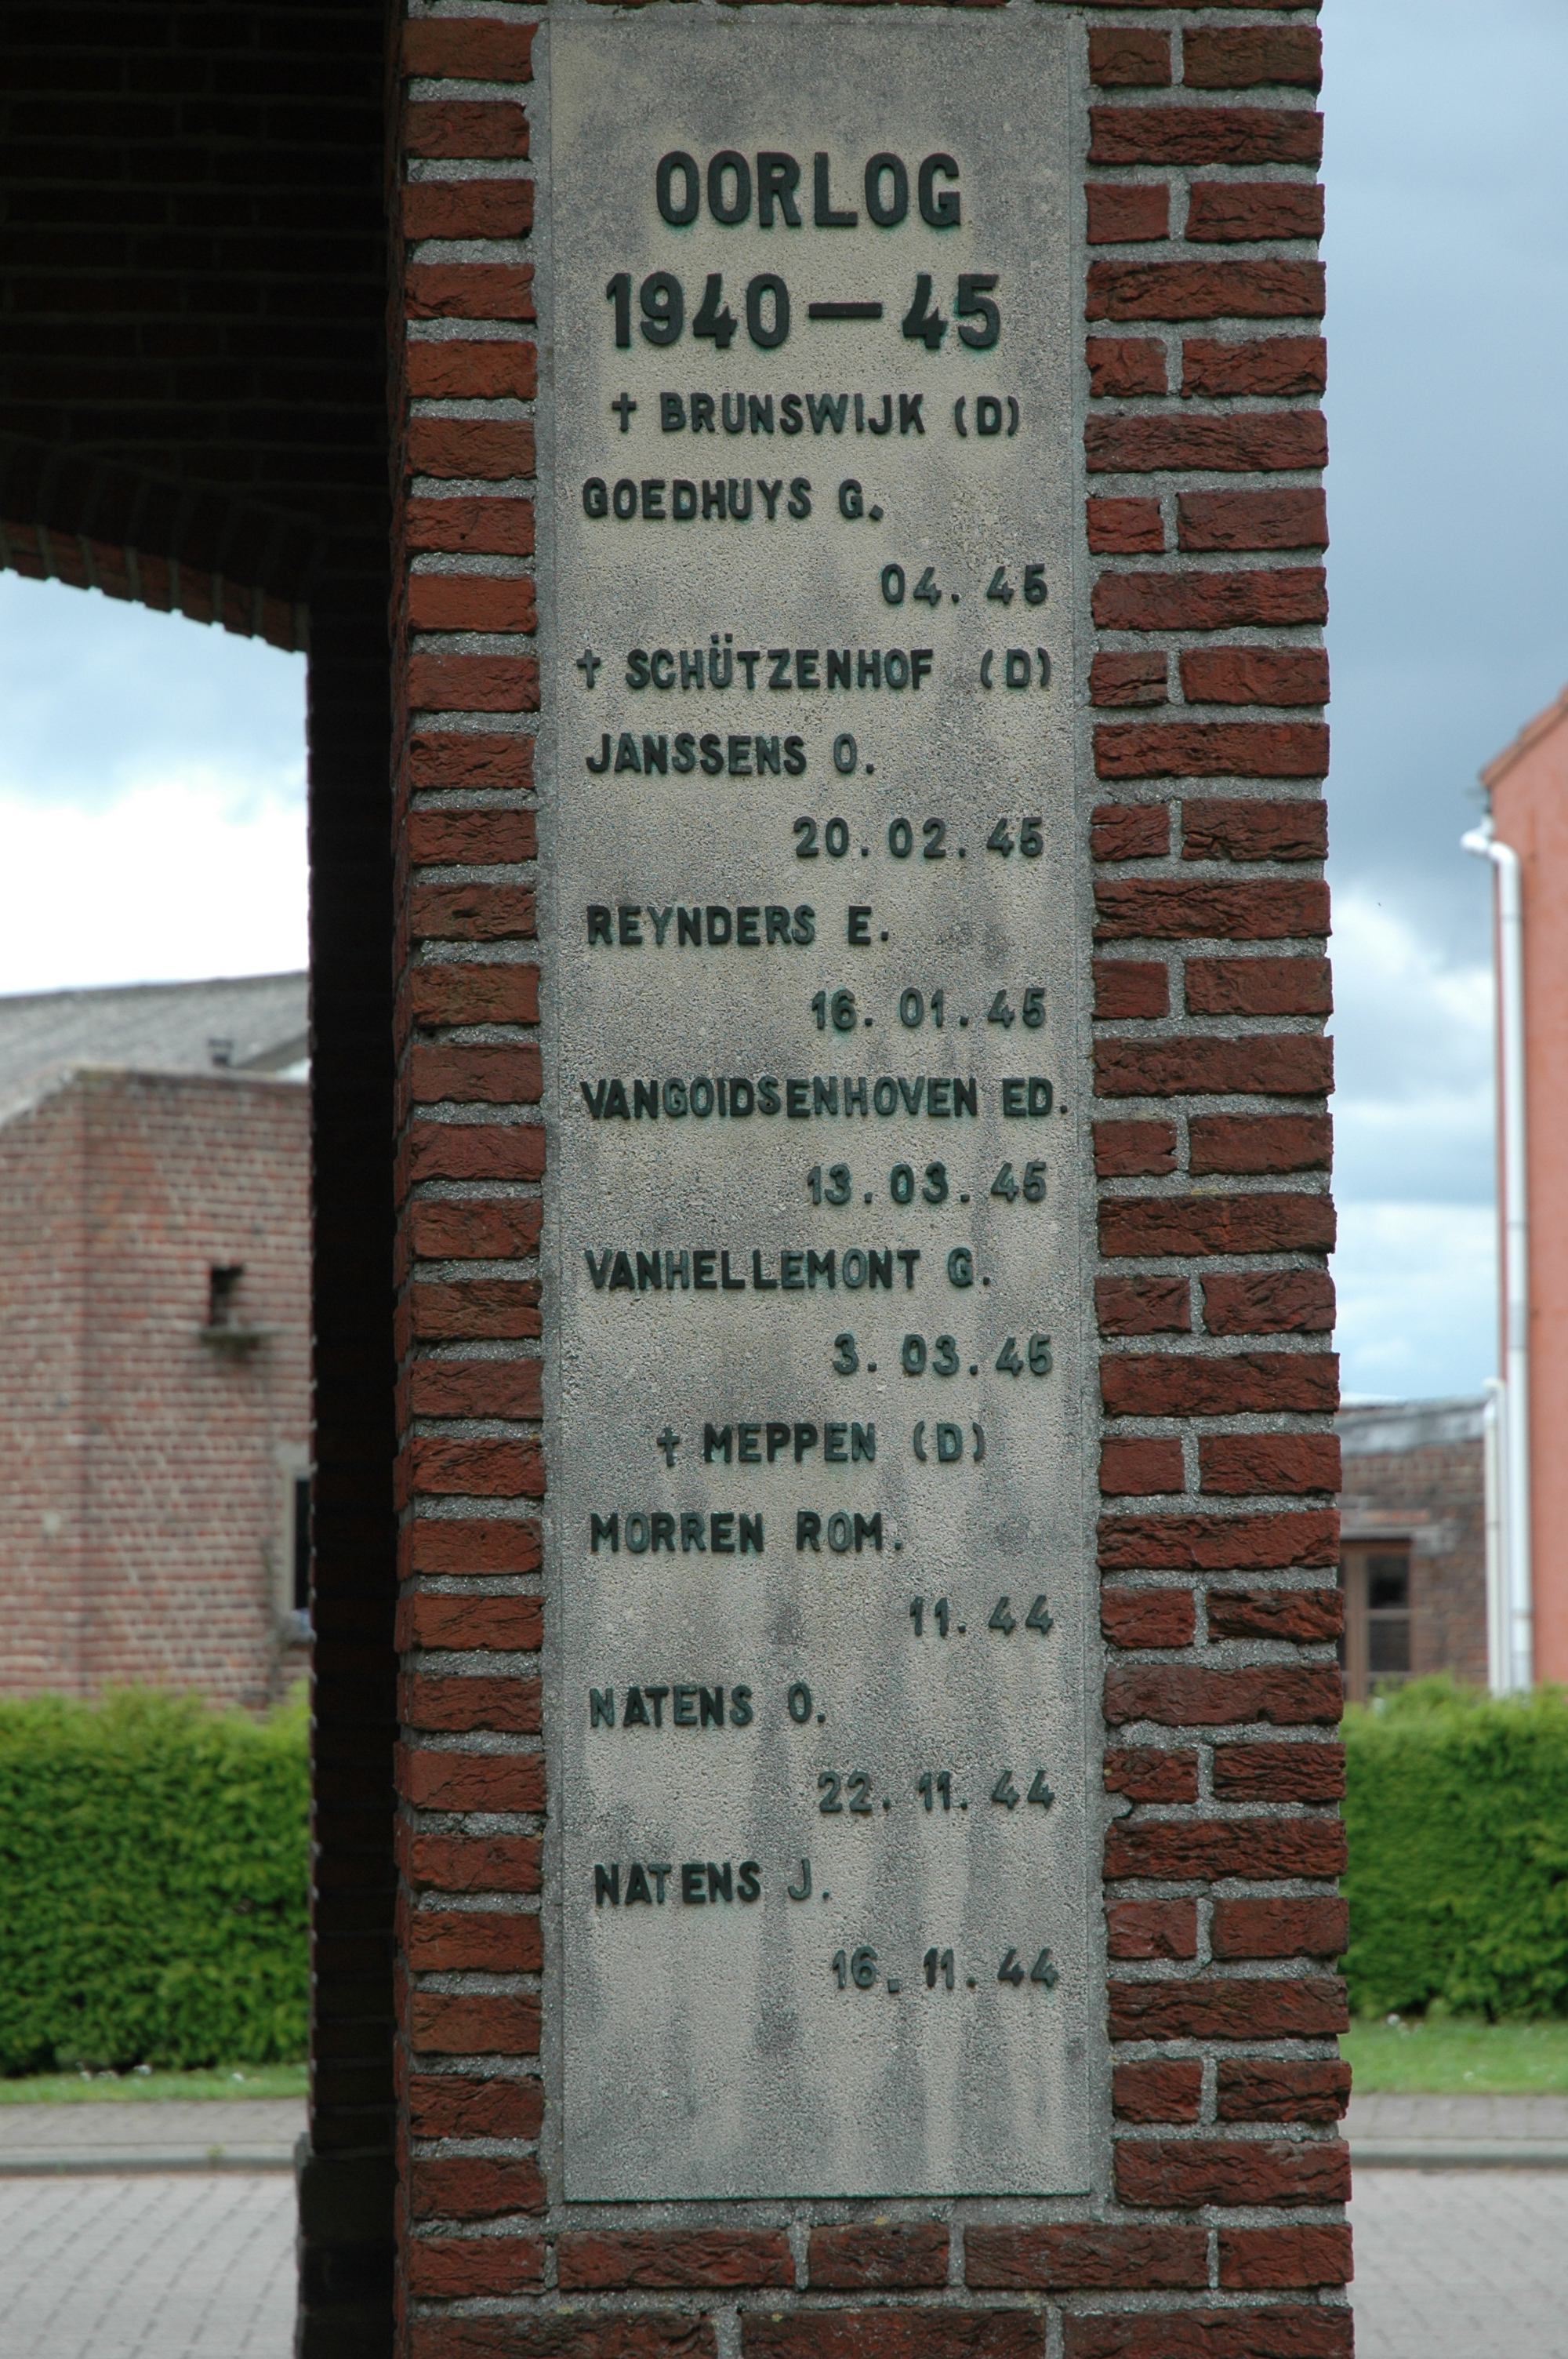 OORLOG
1940 — 45
† BRUNSWIJK (D)
GOEDHUYS G.
04. 45
† SCHÜTZENHOF (D)
JANSSENS O.
20. 02. 45
REYNDERS E.
16. 01. 45
VANGOIDSENHOVEN ED.
13. 03. 45
VANHELLEMONT G.
3. 03. 45
† MEPPEN (D)
MORREN ROM.
11. 44
NATENS O.
22. 11. 44
NATENS J.
16. 11. 44